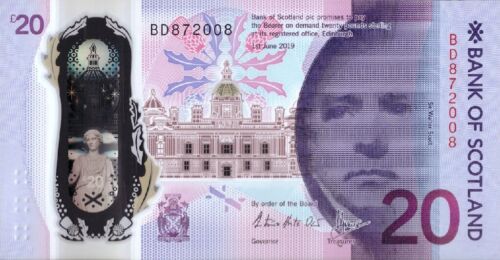 £20
BD872008
Bank of Scotland plc promises to pay
the Bearer on demand twenty pounds sterling
at its registered office, Edinburgh
1st June 2019
20
By order of the Board
Governor
Treasurer
Sir Walter Scott
20
BD872008
BANK OF SCOTLAND